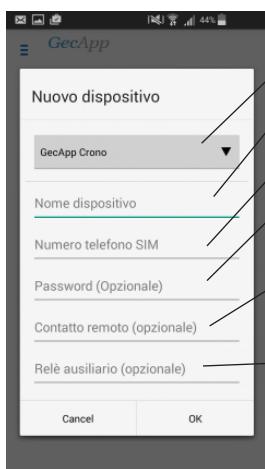 44%
GecApp
Nuovo dispositivo
GecApp Crono
Nome dispositivo
Numero telefono SIM
Password (Opzionale)
Contatto remoto (opzionale)
Relè ausiliario (opzionale)
Cancel OK